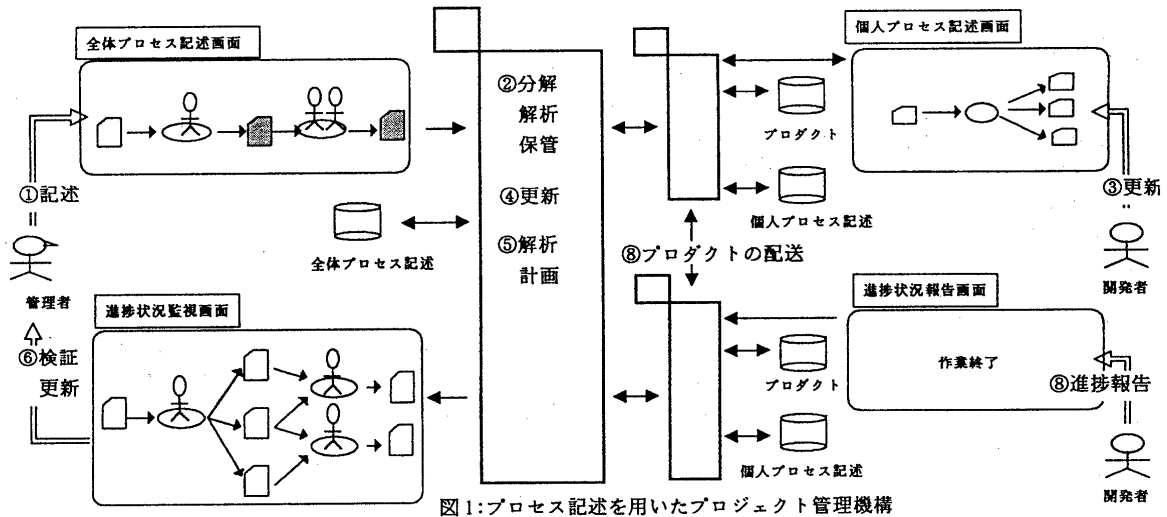 全体プロセス記述画面
①記述
管理者
全体プロセス記述
進捗状況監視画面
⑥検証
更新
②分解
解析
保管
④更新
⑤解析
計画
プロダクト
個人プロセス記述
⑧プロダクトの配送
プロダクト
個人プロセス記述
個人プロセス記述画面
③更新
開発者
進捗状況報告画面
作業終了
⑧進捗報告
開発者
図1:プロセス記述を用いたプロジェクト管理機構